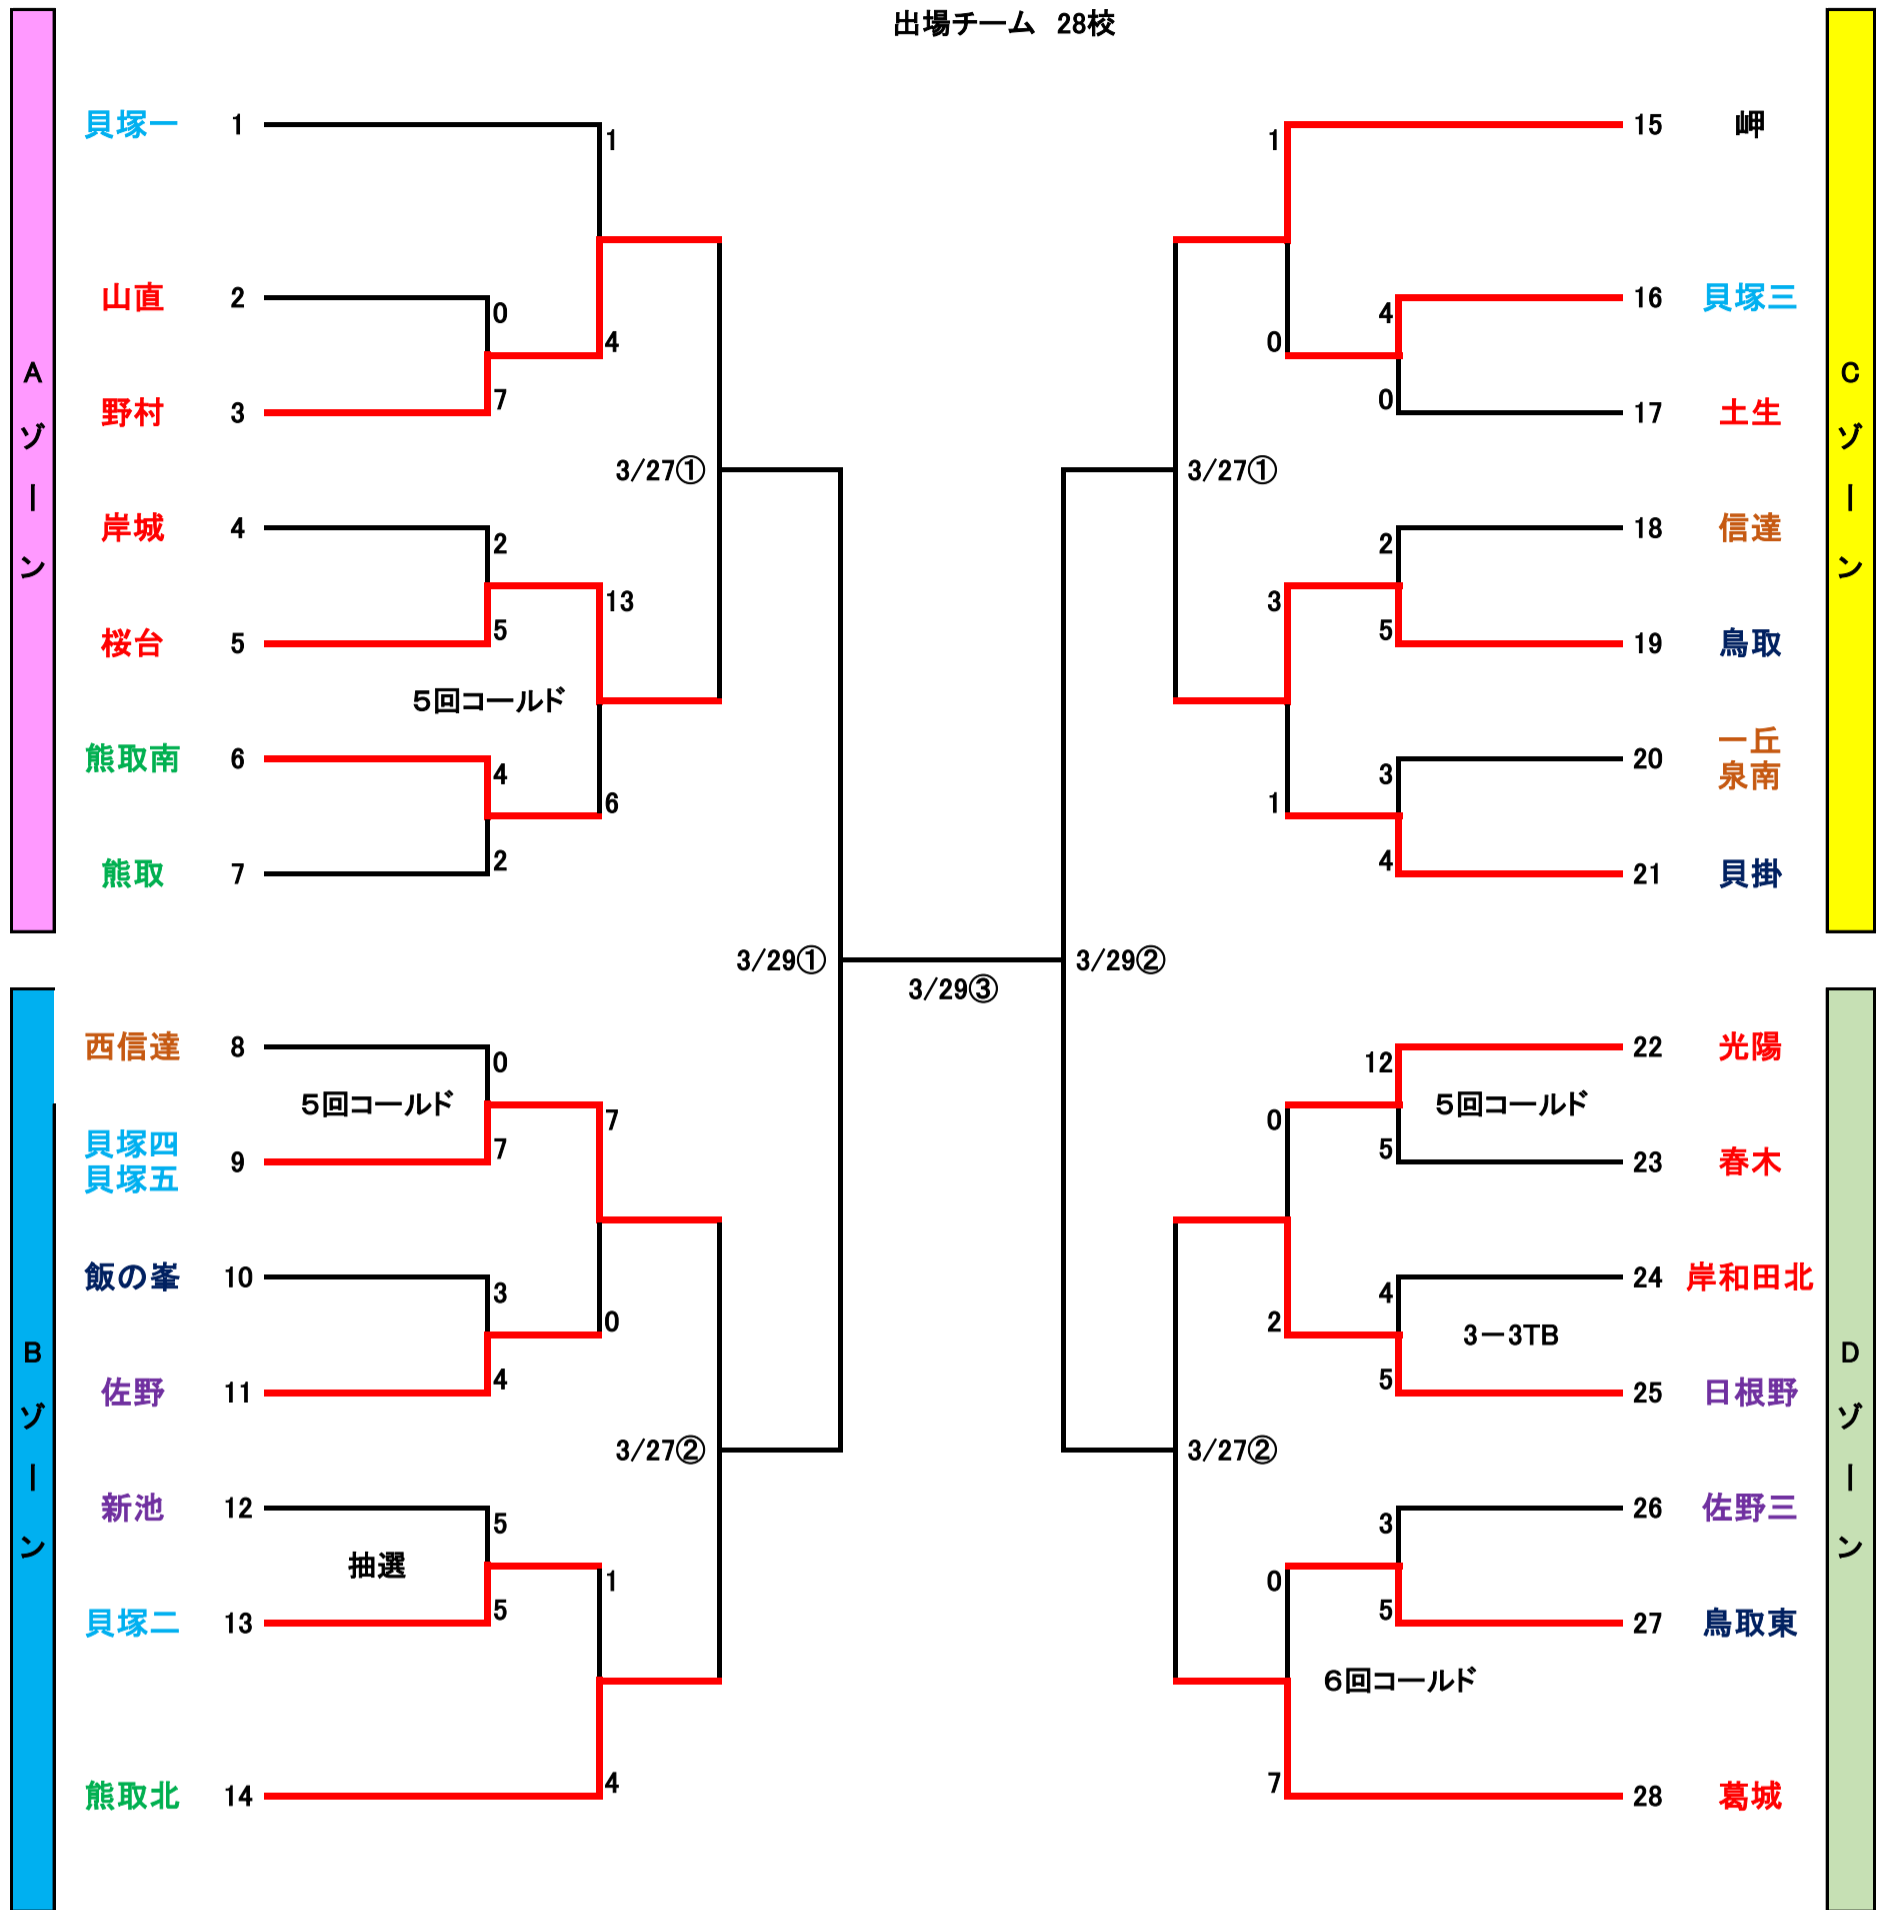 出場チーム 28校
Aゾーン
貝塚一 1
1
山直 2
0
4
野村 3
7
3/27①
岸城 4
2
13
桜台 5
5
5回コールド
熊取南 6
4
6
熊取 7
2
3/29①
3/29③
3/29②
Bゾーン
西信達 8
0
5回コールド
7
貝塚四
貝塚五
9
7
飯の峯 10
3
0
佐野 11
4
3/27②
新池 12
5
抽選
1
貝塚二 13
5
熊取北 14
4
Cゾーン
1
15 岬
4
16 貝塚三
0
0
17 土生
3/27①
2
18 信達
3
5
19 鳥取
3
20
一丘
泉南
1
4
21 貝掛
Dゾーン
12
22 光陽
0
5回コールド
5
23 春木
4
24 岸和田北
2
3－3TB
5
25 日根野
3/27②
3
26 佐野三
0
5
27 鳥取東
6回コールド
7
28 葛城